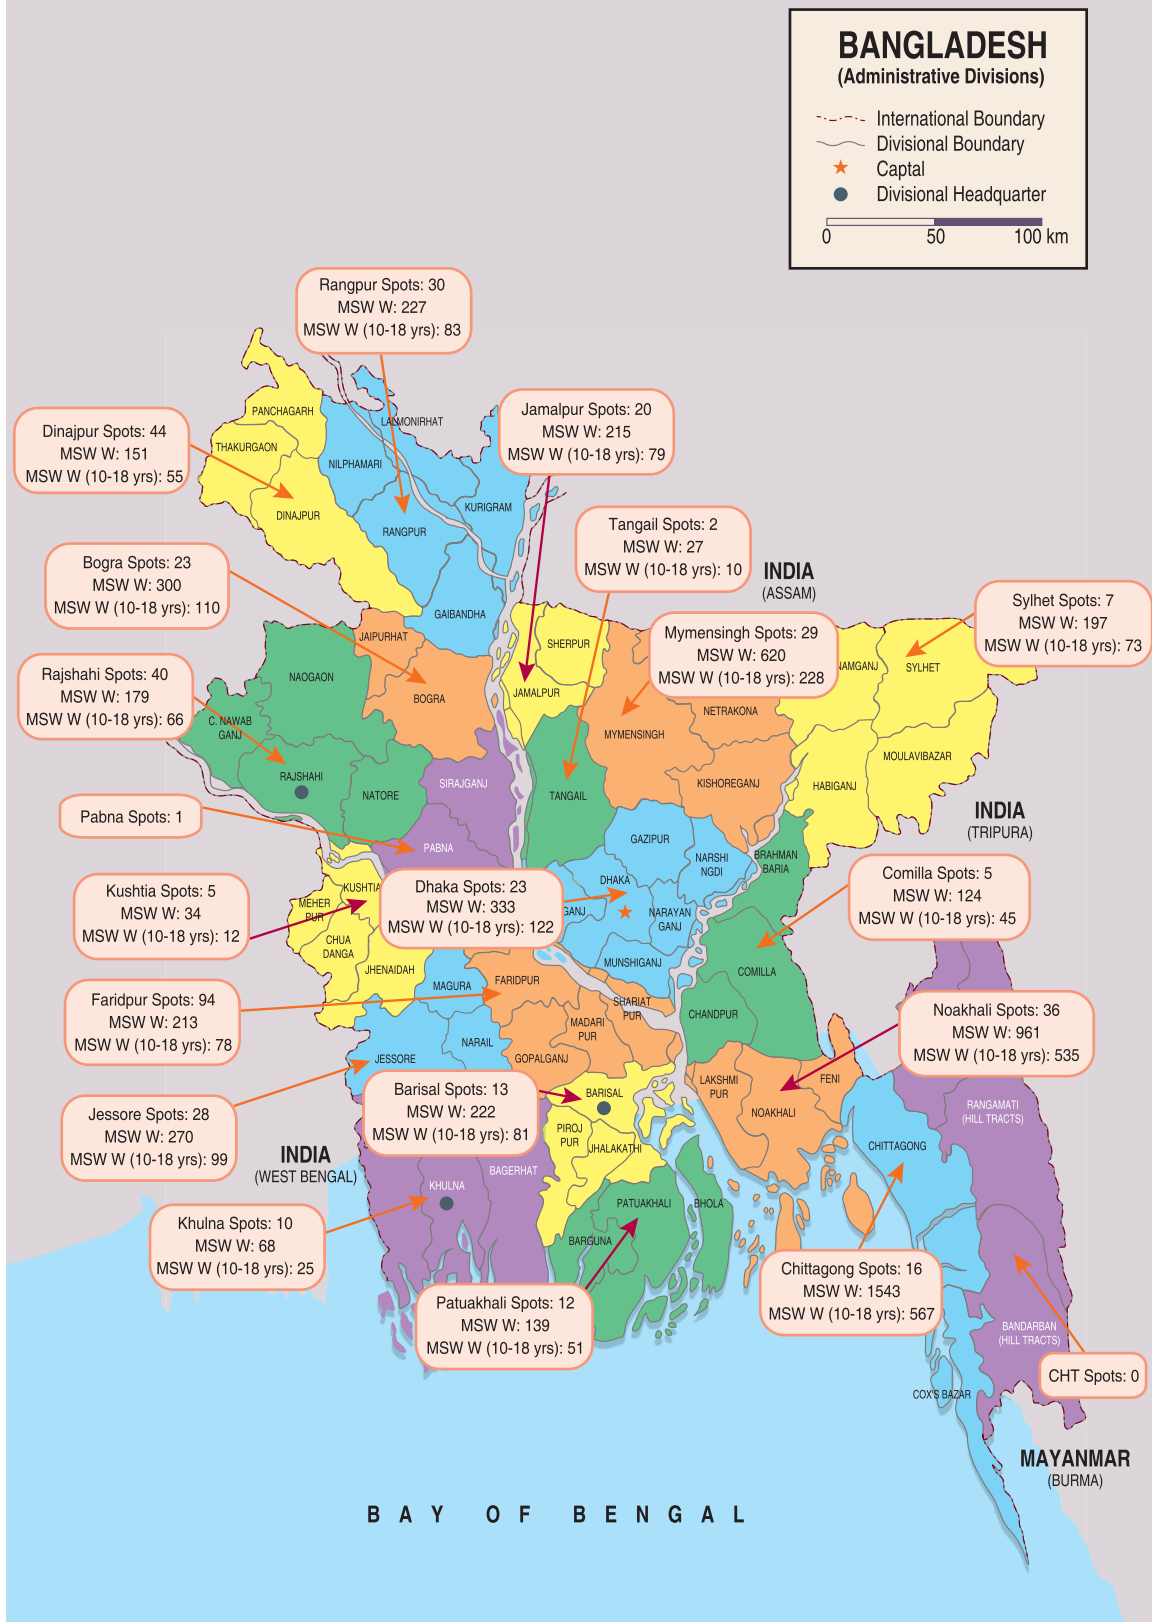 BANGLADESH
(Administrative Divisions)
International Boundary
Divisional Boundary
Captal
Divisional Headquarter
0 50 100 km
Rangpur Spots: 30
MSW W: 227
MSW W (10-18 yrs): 83
Jamalpur Spots: 20
MSW W: 215
MSW W (10-18 yrs): 79
Dinajpur Spots: 44
MSW W: 151
MSW W (10-18 yrs): 55
Tangail Spots: 2
MSW W: 27
MSW W (10-18 yrs): 10
Bogra Spots: 23
MSW W: 300
MSW W (10-18 yrs): 110
Sylhet Spots: 7
MSW W: 197
MSW W (10-18 yrs): 73
Mymensingh Spots: 29
MSW W: 620
MSW W (10-18 yrs): 228
Rajshahi Spots: 40
MSW W: 179
MSW W (10-18 yrs): 66
Pabna Spots: 1
Kushtia Spots: 5
MSW W: 34
MSW W (10-18 yrs): 12
Dhaka Spots: 23
MSW W: 333
MSW W (10-18 yrs): 122
Comilla Spots: 5
MSW W: 124
MSW W (10-18 yrs): 45
Faridpur Spots: 94
MSW W: 213
MSW W (10-18 yrs): 78
Noakhali Spots: 36
MSW W: 961
MSW W (10-18 yrs): 535
Jessore Spots: 28
MSW W: 270
MSW W (10-18 yrs): 99
Barisal Spots: 13
MSW W: 222
MSW W (10-18 yrs): 81
Khulna Spots: 10
MSW W: 68
MSW W (10-18 yrs): 25
Patuakhali Spots: 12
MSW W: 139
MSW W (10-18 yrs): 51
Chittagong Spots: 16
MSW W: 1543
MSW W (10-18 yrs): 567
CHT Spots: 0
PANCHAGARH
THAKURGAON
NILPHAMARI
LALMONIRHAT
DINAJPUR
RANGPUR
KURIGRAM
GAIBANDHA
JAIPURHAT
BOGRA
NAOGAON
C. NAWAB
GANJ
RAJSHAHI
NATORE
SIRAJGANJ
PABNA
SHERPUR
JAMALPUR
TANGAIL
MYMENSINGH
NETRAKONA
KISHOREGANJ
NAMGANJ
SYLHET
HABIGANJ
MOULAVIBAZAR
GAZIPUR
NARSHI
NGDI
DHAKA
GANJ
NARAYAN
GANJ
MUNSHIGANJ
BRAHMAN
BARIA
COMILLA
CHANDPUR
KUSHTIA
MEHER
PUR
CHUA
DANGA
JHENAIDAH
MAGURA
NARAIL
JESSORE
FARIDPUR
SHARIAT
PUR
MADARI
PUR
GOPALGANJ
LAKSHMI
PUR
NOAKHALI
FENI
BARISAL
PIROJ
PUR
JHALAKATHI
BAGERHAT
KHULNA
PATUAKHALI
BARGUNA
BHOLA
CHITTAGONG
RANGAMATI
(HILL TRACTS)
BANDARBAN
(HILL TRACTS)
COX'S BAZAR
INDIA
(ASSAM)
INDIA
(TRIPURA)
INDIA
(WEST BENGAL)
MAYANMAR
(BURMA)
BAY OF BENGAL